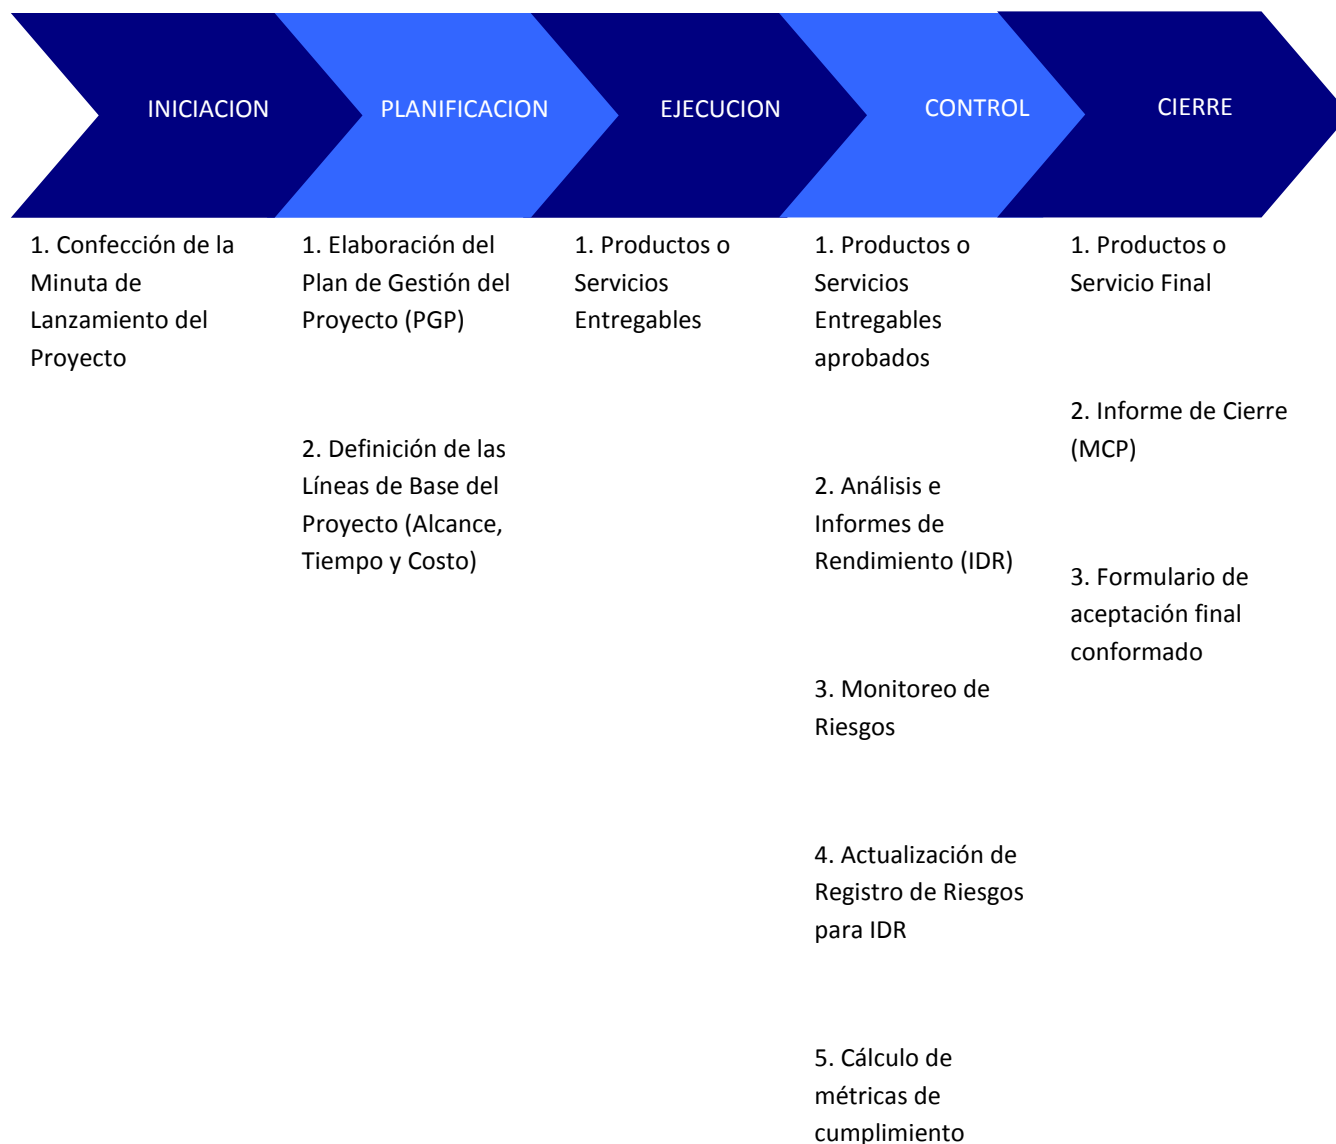 INICIACION
PLANIFICACION
EJECUCION
CONTROL
CIERRE
1. Confección de la
Minuta de
Lanzamiento del
Proyecto
1. Elaboración del
Plan de Gestión del
Proyecto (PGP)
2. Definición de las
Líneas de Base del
Proyecto (Alcance,
Tiempo y Costo)
1. Productos o
Servicios
Entregables
1. Productos o
Servicios
Entregables
aprobados
2. Análisis e
Informes de
Rendimiento (IDR)
3. Monitoreo de
Riesgos
4. Actualización de
Registro de Riesgos
para IDR
5. Cálculo de
métricas de
cumplimiento
1. Productos o
Servicio Final
2. Informe de Cierre
(MCP)
3. Formulario de
aceptación final
conformado